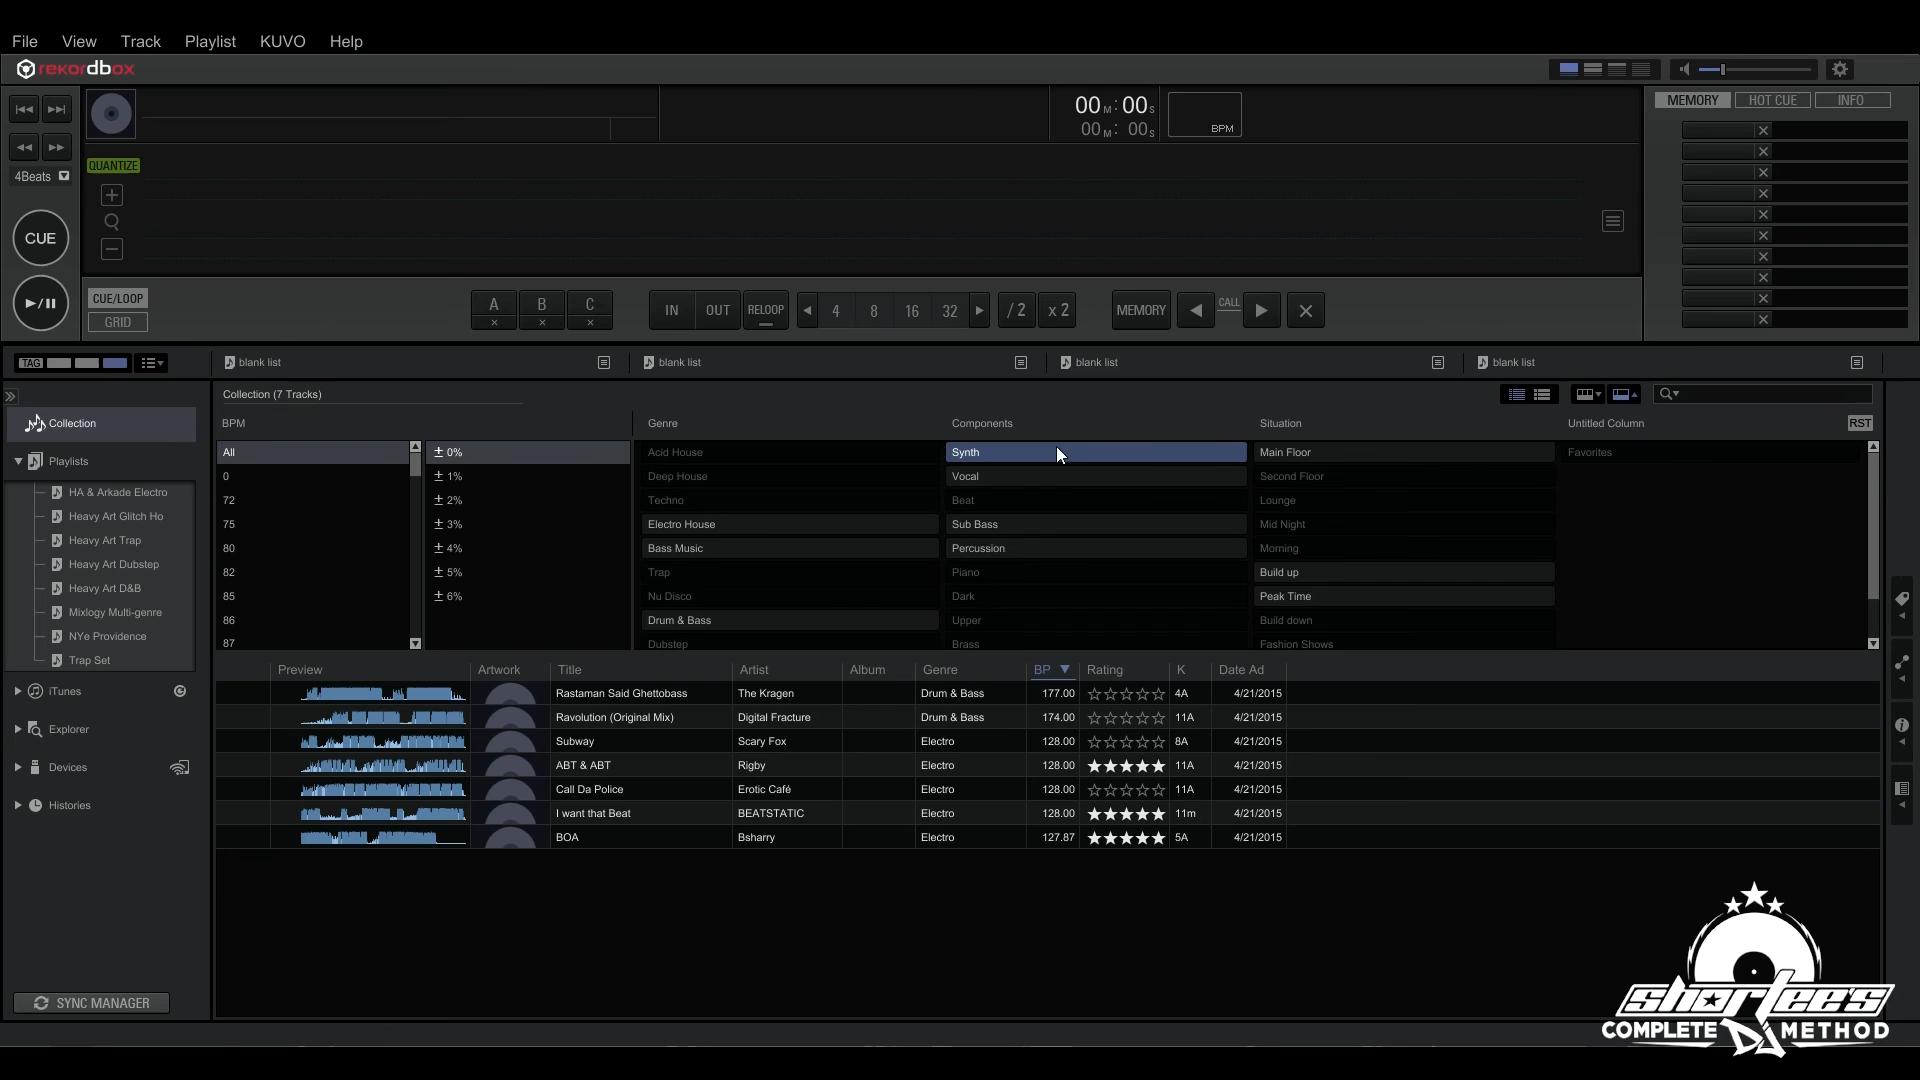 File View Track Playlist KUVO Help
rekordbox
00M:00S
00M:00S
BPM
MEMORY HOT CUE INFO
QUANTIZE
4Beats
CUE
CUE/LOOP
GRID
A B C
IN OUT RELOOP 4 8 16 32 /2 x2 MEMORY CALL
TAG blank list blank list blank list blank list
Collection (7 Tracks)
Collection
Playlists
HA & Arkade Electro
Heavy Art Glitch Ho
Heavy Art Trap
Heavy Art Dubstep
Heavy Art D&B
Mixlogy Multi-genre
NYe Providence
Trap Set
iTunes
Explorer
Devices
Histories
SYNC MANAGER
BPM Genre Components Situation Untitled Column RST
All ± 0% Acid House Synth Main Floor Favorites
0 ± 1% Deep House Vocal Second Floor
72 ± 2% Techno Beat Lounge
75 ± 3% Electro House Sub Bass Mid Night
80 ± 4% Bass Music Percussion Morning
82 ± 5% Trap Piano Build up
85 ± 6% Nu Disco Dark Peak Time
86 Drum & Bass Upper Build down
87 Dubstep Brass Fashion Shows
Preview Artwork Title Artist Album Genre BP Rating K Date Ad
Rastaman Said Ghettobass The Kragen Drum & Bass 177.00 ☆☆☆☆☆ 4A 4/21/2015
Ravolution (Original Mix) Digital Fracture Drum & Bass 174.00 ☆☆☆☆☆ 11A 4/21/2015
Subway Scary Fox Electro 128.00 ☆☆☆☆☆ 8A 4/21/2015
ABT & ABT Rigby Electro 128.00 ★★★★★ 11A 4/21/2015
Call Da Police Erotic Café Electro 128.00 ☆☆☆☆☆ 11A 4/21/2015
I want that Beat BEATSTATIC Electro 128.00 ★★★★★ 11m 4/21/2015
BOA Bsharry Electro 127.87 ★★★★★ 5A 4/21/2015
shortee's
COMPLETE DJ METHOD